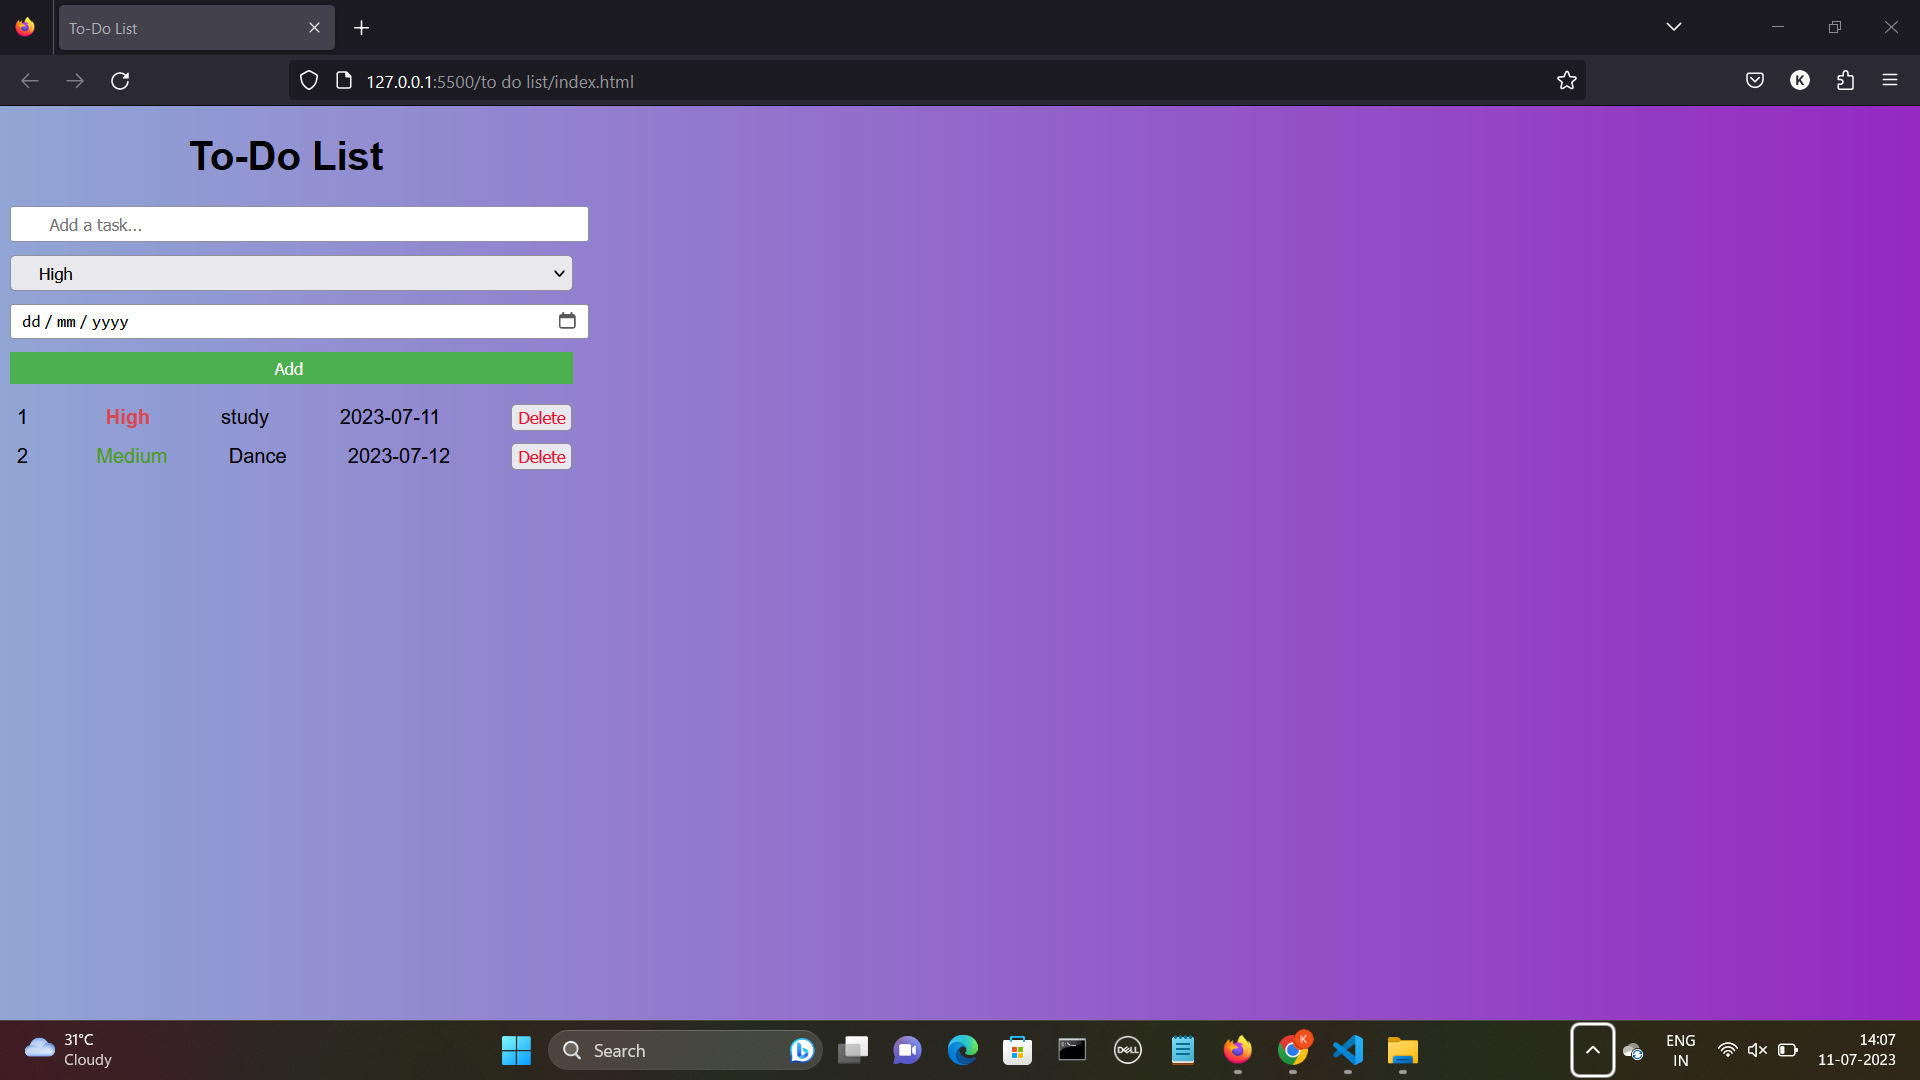 To-Do List
127.0.0.1:5500/to do list/index.html
K
To-Do List
Add a task...
High
dd / mm / yyyy
Add
1 High study 2023-07-11 Delete
2 Medium Dance 2023-07-12 Delete
31°C
Cloudy
Search
DELL
K
ENG
IN
14:07
11-07-2023